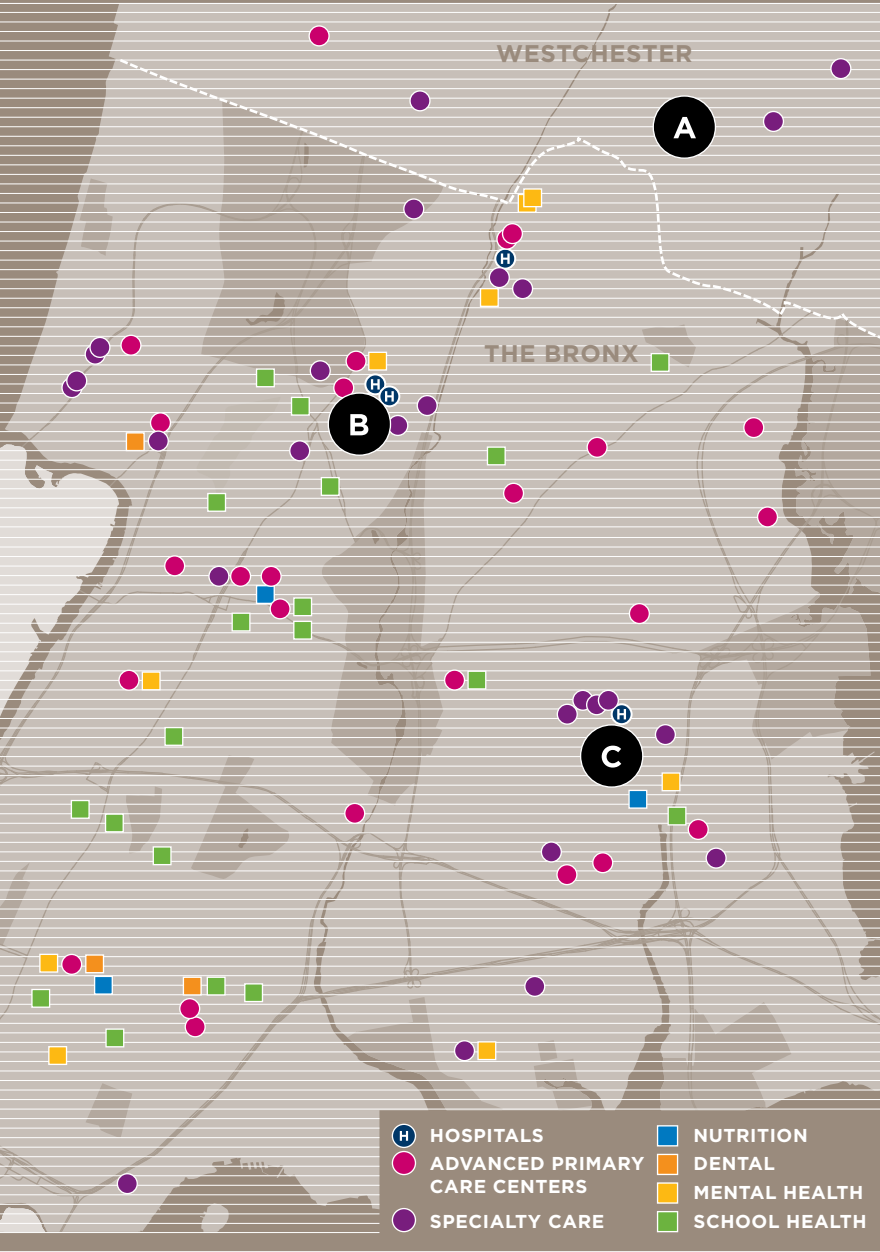 WESTCHESTER
A
H
THE BRONX
H
H
B
H
C
H HOSPITALS
ADVANCED PRIMARY
CARE CENTERS
SPECIALTY CARE
NUTRITION
DENTAL
MENTAL HEALTH
SCHOOL HEALTH